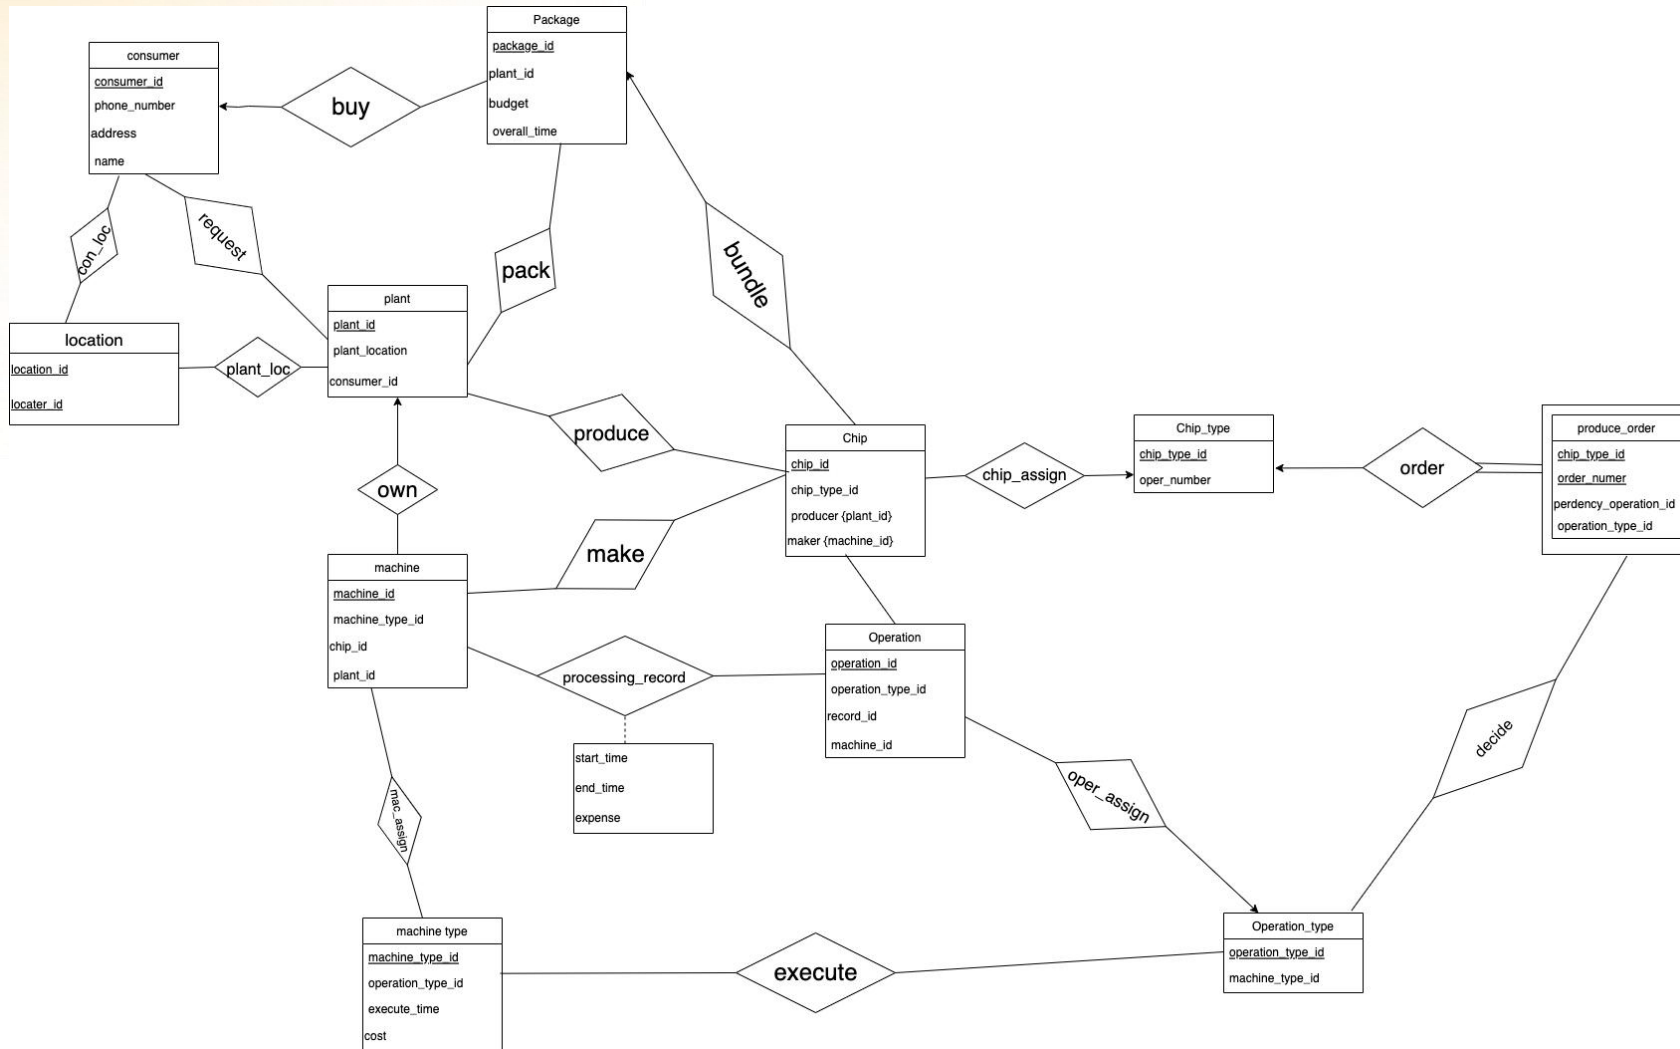 Package
package_id
plant_id
budget
overall_time
consumer
consumer_id
phone_number
address
name
buy
con_loc
request
pack
bundle
location
location_id
locater_id
plant_loc
plant
plant_id
plant_location
consumer_id
produce
own
make
Chip
chip_id
chip_type_id
producer {plant_id}
maker {machine_id}
chip_assign
Chip_type
chip_type_id
oper_number
order
produce_order
chip_type_id
order_numer
perdency_operation_id
operation_type_id
machine
machine_id
machine_type_id
chip_id
plant_id
processing_record
start_time
end_time
expense
Operation
operation_id
operation_type_id
record_id
machine_id
oper_assign
decide
mac_assign
machine type
machine_type_id
operation_type_id
execute_time
cost
execute
Operation_type
operation_type_id
machine_type_id